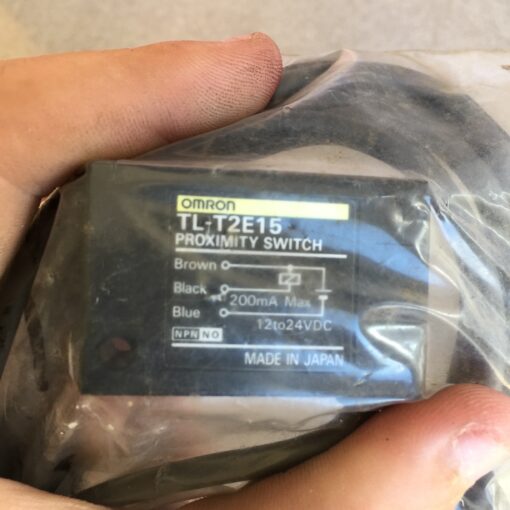 OMRON
TL-T2E15
PROXIMITY SWITCH
Brown
Black
200mA Max
Blue
12to24VDC
NPN NO
MADE IN JAPAN